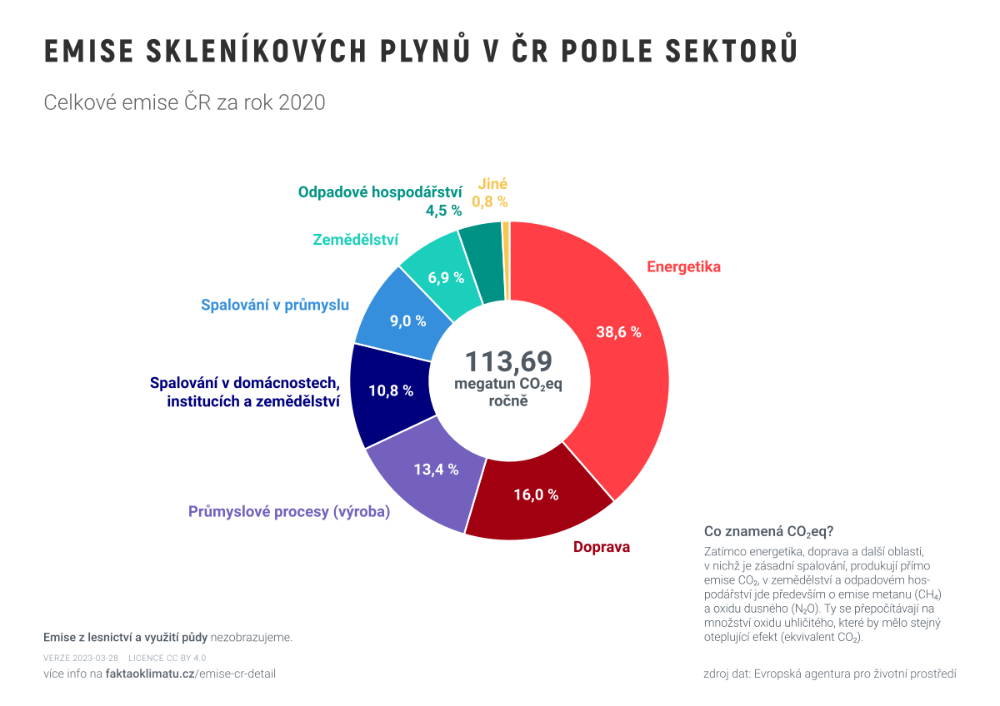 EMISE SKLENÍKOVÝCH PLYNŮ V ČR PODLE SEKTORŮ
Celkové emise ČR za rok 2020
Jiné
0,8 %
Odpadové hospodářství
4,5 %
Zemědělství
6,9 %
Energetika
38,6 %
Spalování v průmyslu
9,0 %
113,69
megatun CO₂eq
ročně
Spalování v domácnostech,
institucích a zemědělství
10,8 %
13,4 %
Průmyslové procesy (výroba)
16,0 %
Doprava
Co znamená CO₂eq?
Zatímco energetika, doprava a další oblasti,
v nichž je zásadní spalování, produkují přímo
emise CO₂, v zemědělství a odpadovém hos-
podářství jde především o emise metanu (CH₄)
a oxidu dusného (N₂O). Ty se přepočítávají na
množství oxidu uhličitého, které by mělo stejný
oteplující efekt (ekvivalent CO₂).
Emise z lesnictví a využití půdy nezobrazujeme.
VERZE 2023-03-28 LICENCE CC BY 4.0
více info na faktaoklimatu.cz/emise-cr-detail
zdroj dat: Evropská agentura pro životní prostředí